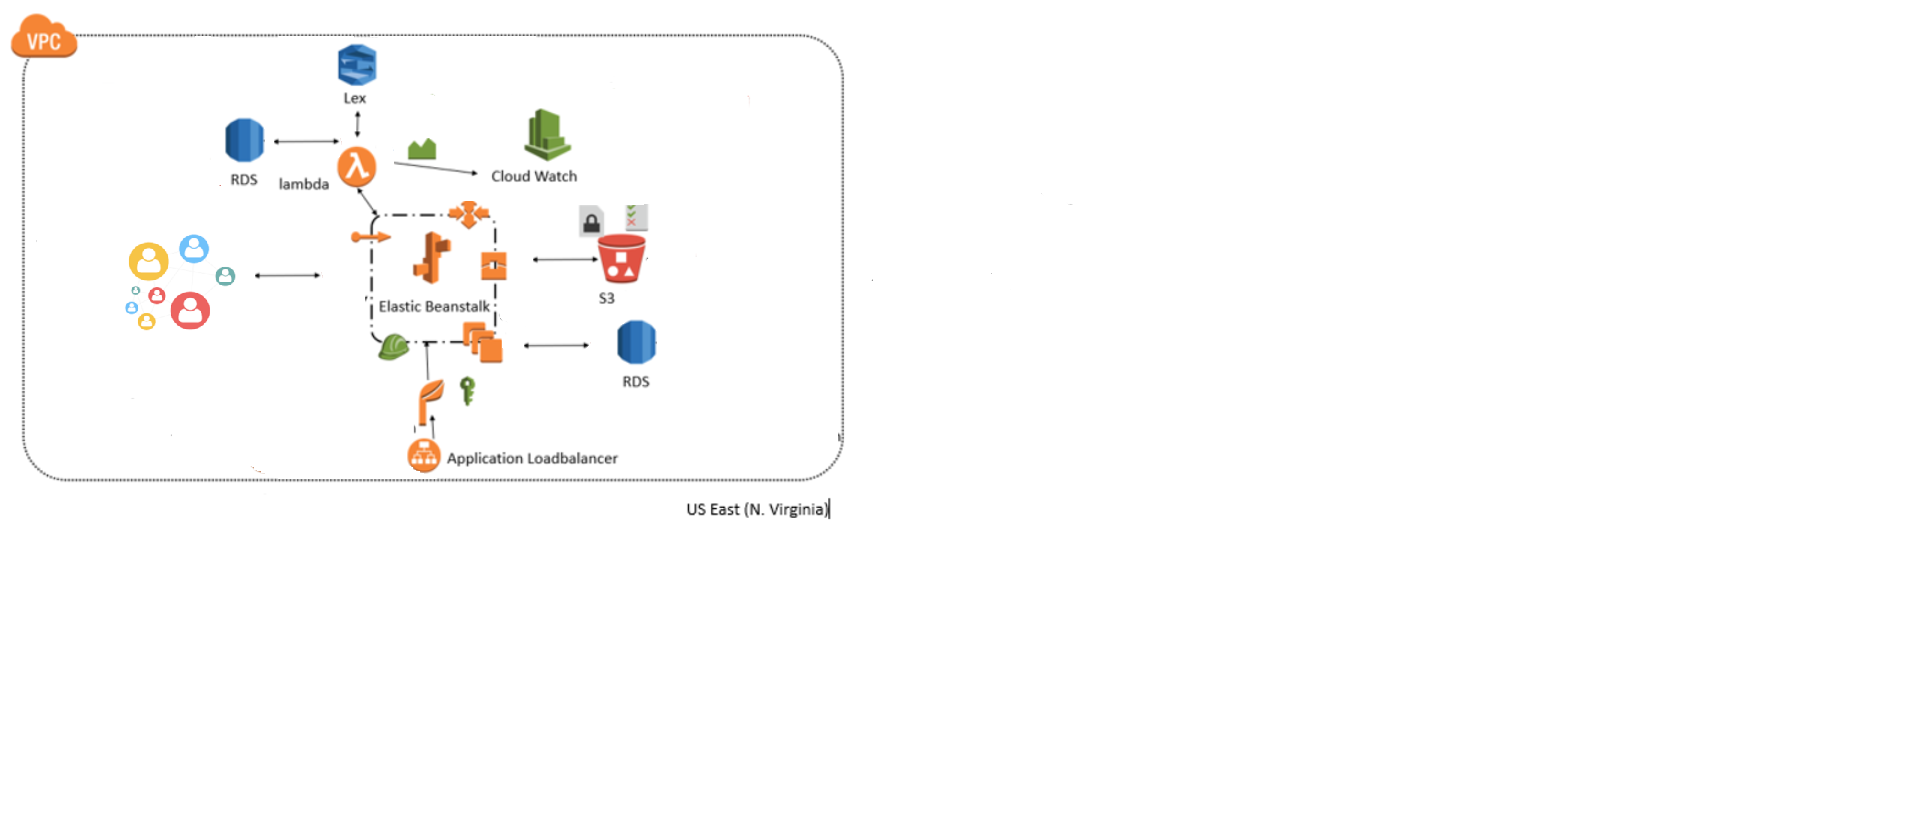 VPC
Lex
RDS
lambda
Cloud Watch
Elastic Beanstalk
S3
RDS
Application Loadbalancer
US East (N. Virginia)